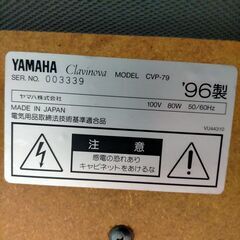 YAMAHA Clavinova MODEL CVP-79
SER. NO. 003339
'96製
ヤマハ株式会社
100V 80W 50/60Hz
MADE IN JAPAN
電気用品取締法技術基準適合品
VU44310
注意
感電の恐れあり
キャビネットをあけるな